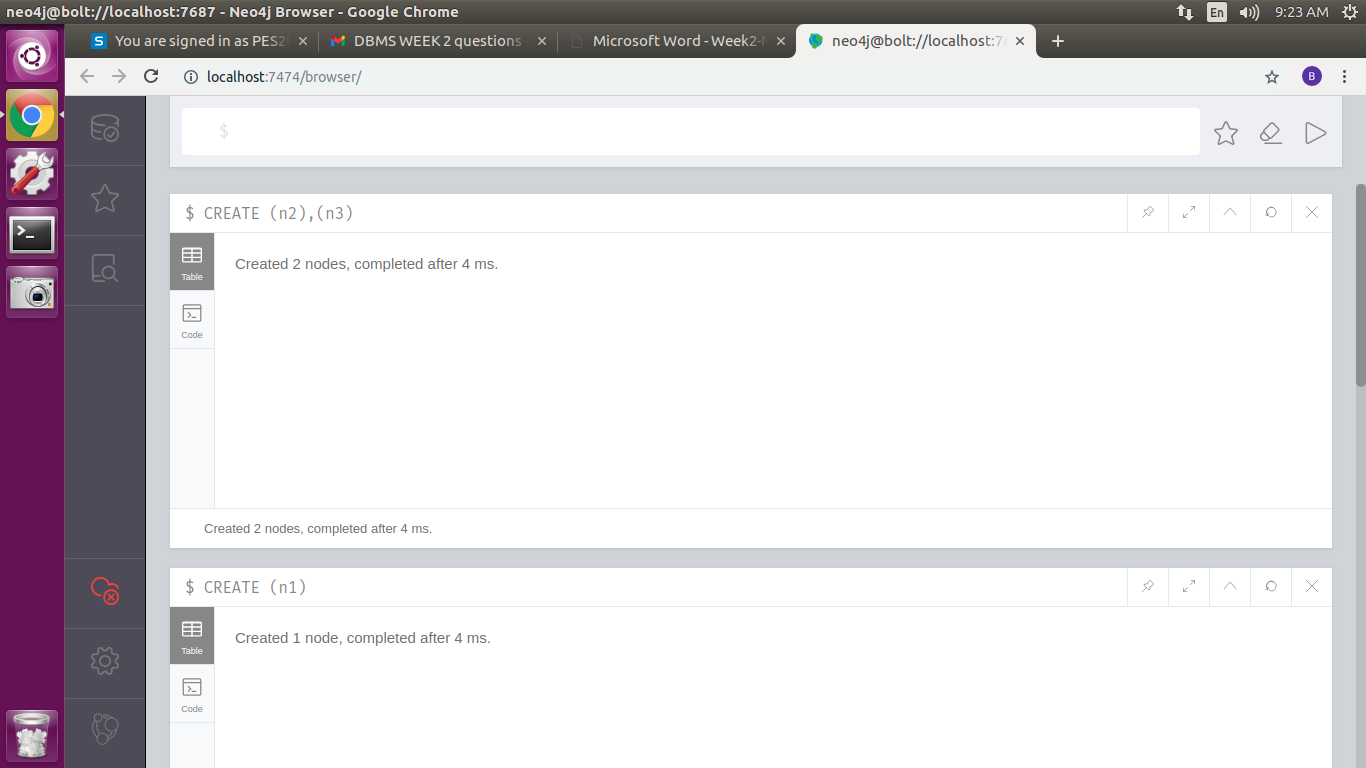 neo4j@bolt://localhost:7687 - Neo4j Browser - Google Chrome
En
9:23 AM
You are signed in as PES2
DBMS WEEK 2 questions
Microsoft Word - Week2-
neo4j@bolt://localhost:7
localhost:7474/browser/
B
$
$ CREATE (n2),(n3)
Table
Created 2 nodes, completed after 4 ms.
Code
Created 2 nodes, completed after 4 ms.
$ CREATE (n1)
Table
Created 1 node, completed after 4 ms.
Code